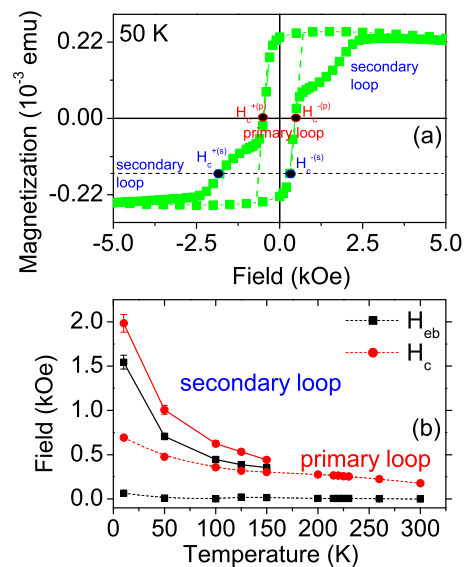 50 K
0.22
0.00
-0.22
Magnetization (10⁻³ emu)
secondary
loop
H_c^+(p)
H_c^-(p)
primary loop
(a)
H_c^+(s)
H_c^-(s)
secondary
loop
-5.0 -2.5 0.0 2.5 5.0
Field (kOe)
2.0
1.5
1.0
0.5
0.0
Field (kOe)
H_eb
H_c
secondary loop
(b)
primary loop
0 50 100 150 200 250 300
Temperature (K)